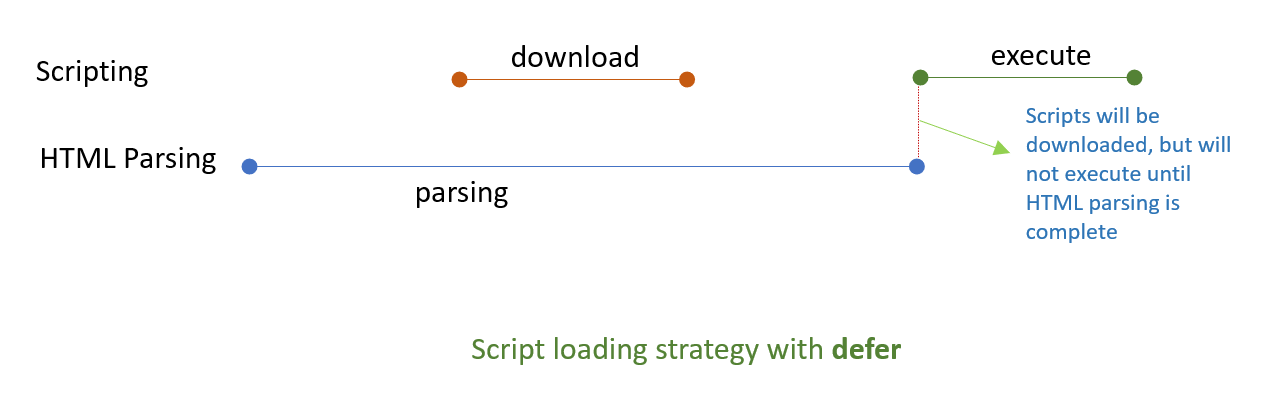 Scripting
download
execute
HTML Parsing
parsing
Scripts will be
downloaded, but will
not execute until
HTML parsing is
complete
Script loading strategy with defer